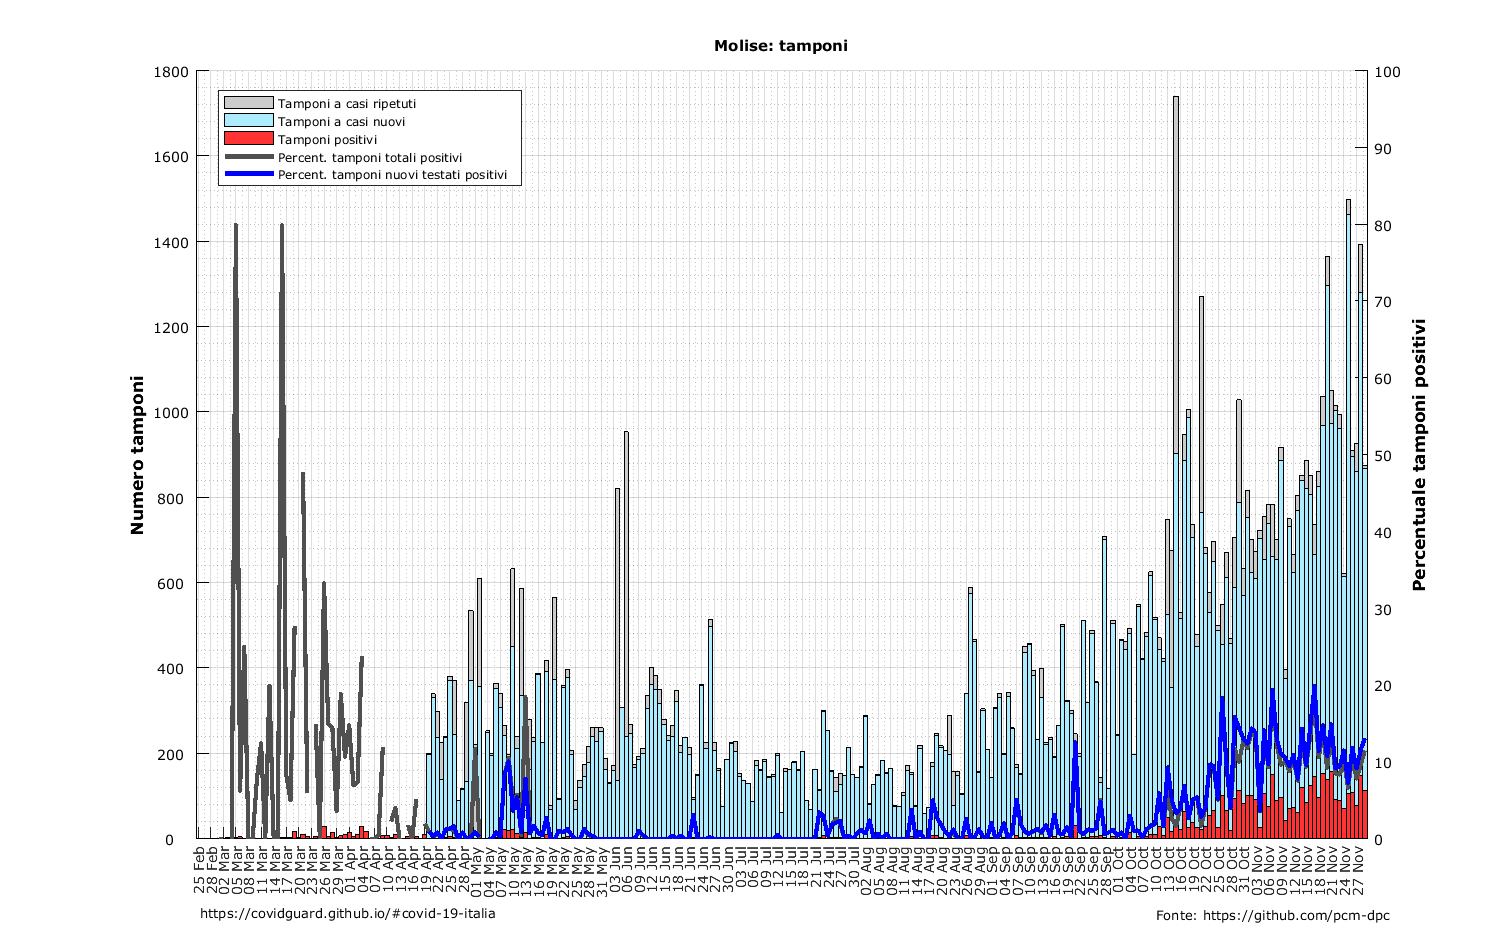 Molise: tamponi
1800
1600
1400
1200
1000
800
600
400
200
0
100
90
80
70
60
50
40
30
20
10
0
Tamponi a casi ripetuti
Tamponi a casi nuovi
Tamponi positivi
Percent. tamponi totali positivi
Percent. tamponi nuovi testati positivi
Numero tamponi
Percentuale tamponi positivi
25 Feb
28 Feb
02 Mar
05 Mar
08 Mar
11 Mar
14 Mar
17 Mar
20 Mar
23 Mar
26 Mar
29 Mar
01 Apr
04 Apr
07 Apr
10 Apr
13 Apr
16 Apr
19 Apr
22 Apr
25 Apr
28 Apr
01 May
04 May
07 May
10 May
13 May
16 May
19 May
22 May
25 May
28 May
31 May
03 Jun
06 Jun
09 Jun
12 Jun
15 Jun
18 Jun
21 Jun
24 Jun
27 Jun
30 Jun
03 Jul
06 Jul
09 Jul
12 Jul
15 Jul
18 Jul
21 Jul
24 Jul
27 Jul
30 Jul
02 Aug
05 Aug
08 Aug
11 Aug
14 Aug
17 Aug
20 Aug
23 Aug
26 Aug
29 Aug
01 Sep
04 Sep
07 Sep
10 Sep
13 Sep
16 Sep
19 Sep
22 Sep
25 Sep
28 Sep
01 Oct
04 Oct
07 Oct
10 Oct
13 Oct
16 Oct
19 Oct
22 Oct
25 Oct
28 Oct
31 Oct
03 Nov
06 Nov
09 Nov
12 Nov
15 Nov
18 Nov
21 Nov
24 Nov
27 Nov
https://covidguard.github.io/#covid-19-italia
Fonte: https://github.com/pcm-dpc